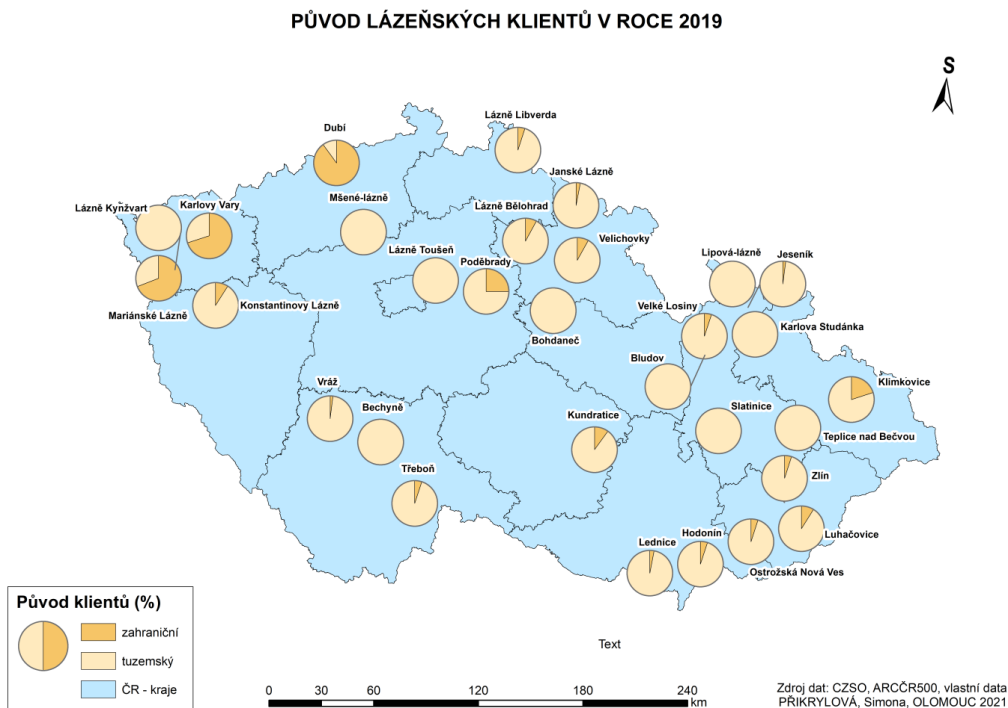 PŮVOD LÁZEŇSKÝCH KLIENTŮ V ROCE 2019
S
Lázně Libverda
Dubí
Janské Lázně
Mšené-lázně
Lázně Kynžvart
Karlovy Vary
Lázně Bělohrad
Velichovky
Lázně Toušeň
Poděbrady
Lipová-lázně
Jeseník
Mariánské Lázně
Konstantinovy Lázně
Velké Losiny
Karlova Studánka
Bohdaneč
Bludov
Vráž
Bechyně
Kundratice
Slatinice
Klimkovice
Teplice nad Bečvou
Třeboň
Zlín
Lednice
Hodonín
Luhačovice
Ostrožská Nová Ves
Původ klientů (%)
zahraniční
tuzemský
ČR - kraje
Text
0 30 60 120 180 240
km
Zdroj dat: CZSO, ARCČR500, vlastní data
PŘIKRYLOVÁ, Simona, OLOMOUC 2021